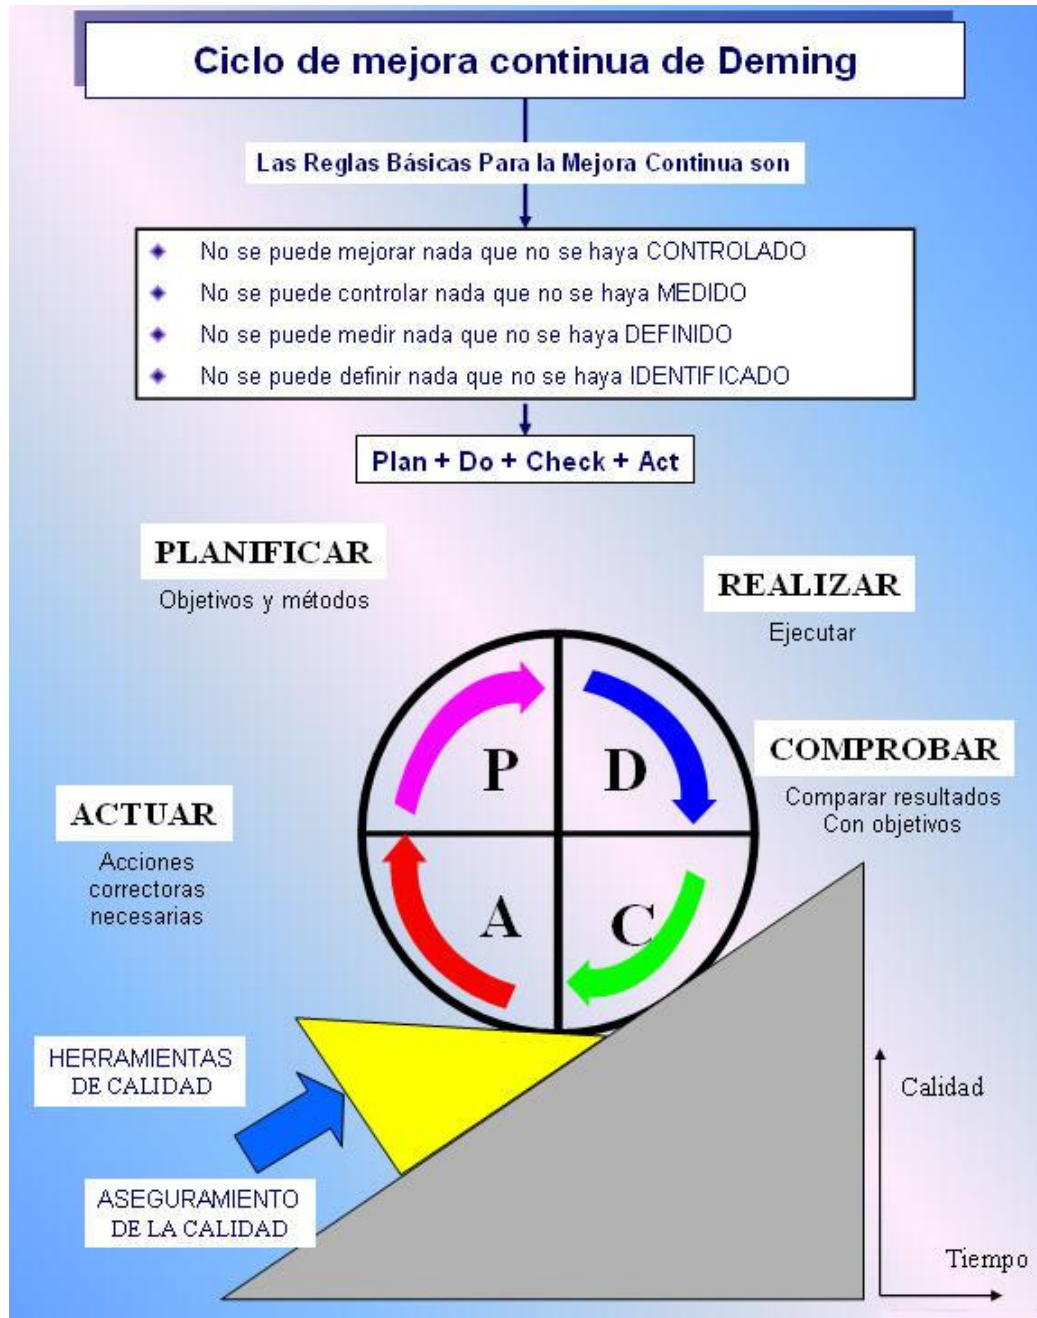 Ciclo de mejora continua de Deming
Las Reglas Básicas Para la Mejora Continua son
No se puede mejorar nada que no se haya CONTROLADO
No se puede controlar nada que no se haya MEDIDO
No se puede medir nada que no se haya DEFINIDO
No se puede definir nada que no se haya IDENTIFICADO
Plan + Do + Check + Act
PLANIFICAR
Objetivos y métodos
REALIZAR
Ejecutar
P
D
COMPROBAR
Comparar resultados
Con objetivos
ACTUAR
Acciones
correctoras
necesarias
A
C
HERRAMIENTAS
DE CALIDAD
ASEGURAMIENTO
DE LA CALIDAD
Calidad
Tiempo